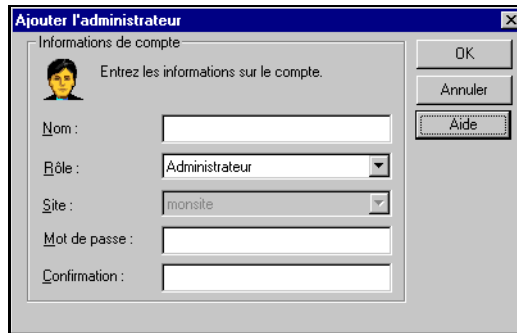 Ajouter l'administrateur
Informations de compte
Entrez les informations sur le compte.
Nom :
Rôle :
Administrateur
Site :
monsite
Mot de passe :
Confirmation :
OK
Annuler
Aide